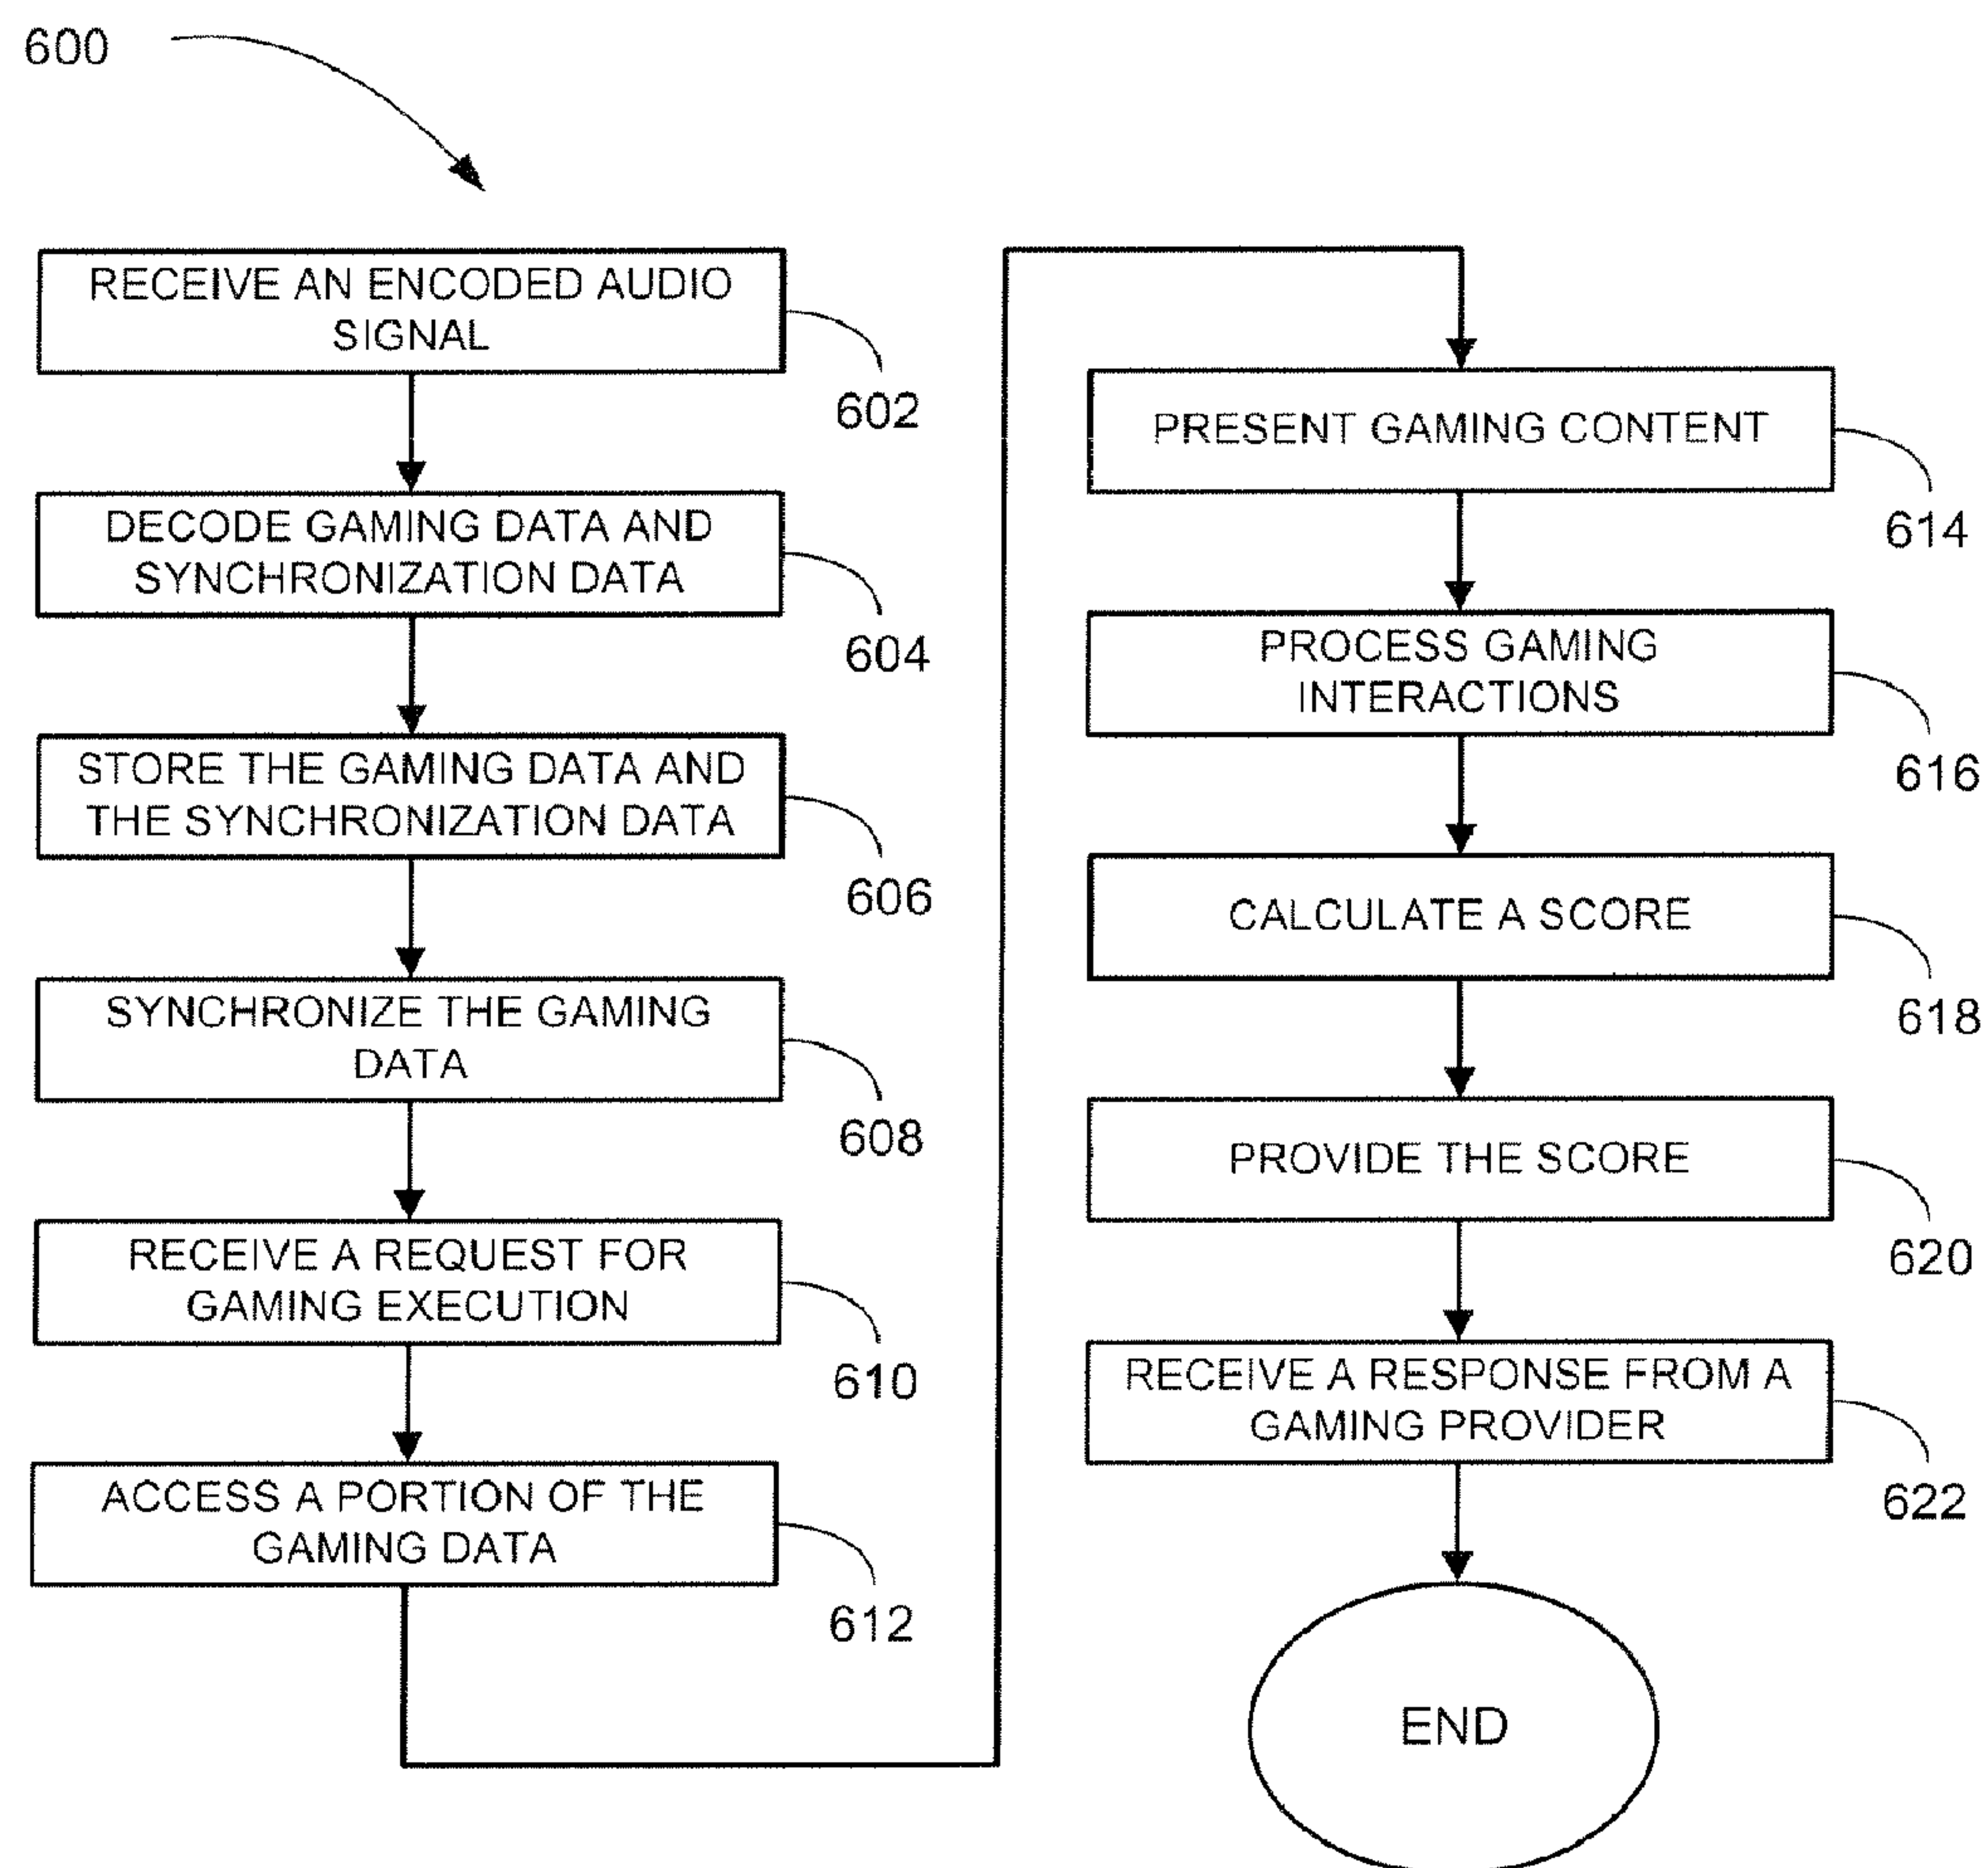 600
RECEIVE AN ENCODED AUDIO
SIGNAL
602
DECODE GAMING DATA AND
SYNCHRONIZATION DATA
604
STORE THE GAMING DATA AND
THE SYNCHRONIZATION DATA
606
SYNCHRONIZE THE GAMING
DATA
608
RECEIVE A REQUEST FOR
GAMING EXECUTION
610
ACCESS A PORTION OF THE
GAMING DATA
612
PRESENT GAMING CONTENT
614
PROCESS GAMING
INTERACTIONS
616
CALCULATE A SCORE
618
PROVIDE THE SCORE
620
RECEIVE A RESPONSE FROM A
GAMING PROVIDER
622
END